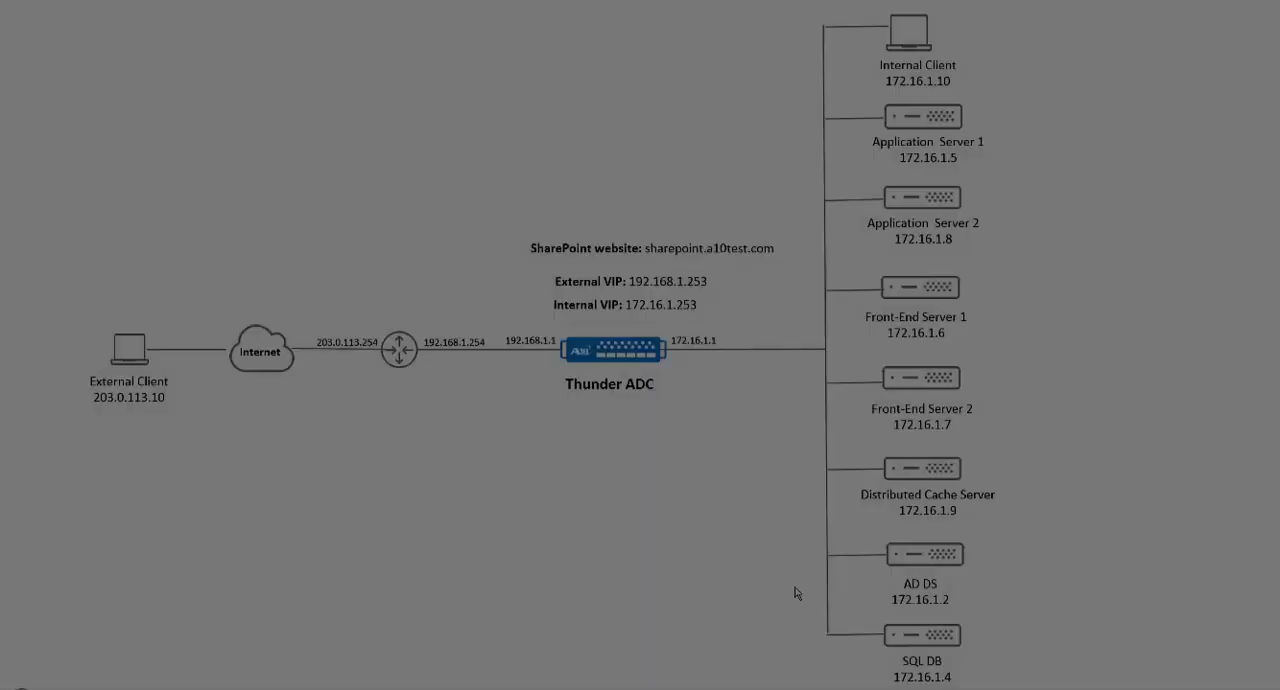 Internal Client
172.16.1.10
Application Server 1
172.16.1.5
Application Server 2
172.16.1.8
SharePoint website: sharepoint.a10test.com
External VIP: 192.168.1.253
Internal VIP: 172.16.1.253
Front-End Server 1
172.16.1.6
External Client
203.0.113.10
Internet
203.0.113.254
192.168.1.254
192.168.1.1
A10
172.16.1.1
Thunder ADC
Front-End Server 2
172.16.1.7
Distributed Cache Server
172.16.1.9
AD DS
172.16.1.2
SQL DB
172.16.1.4